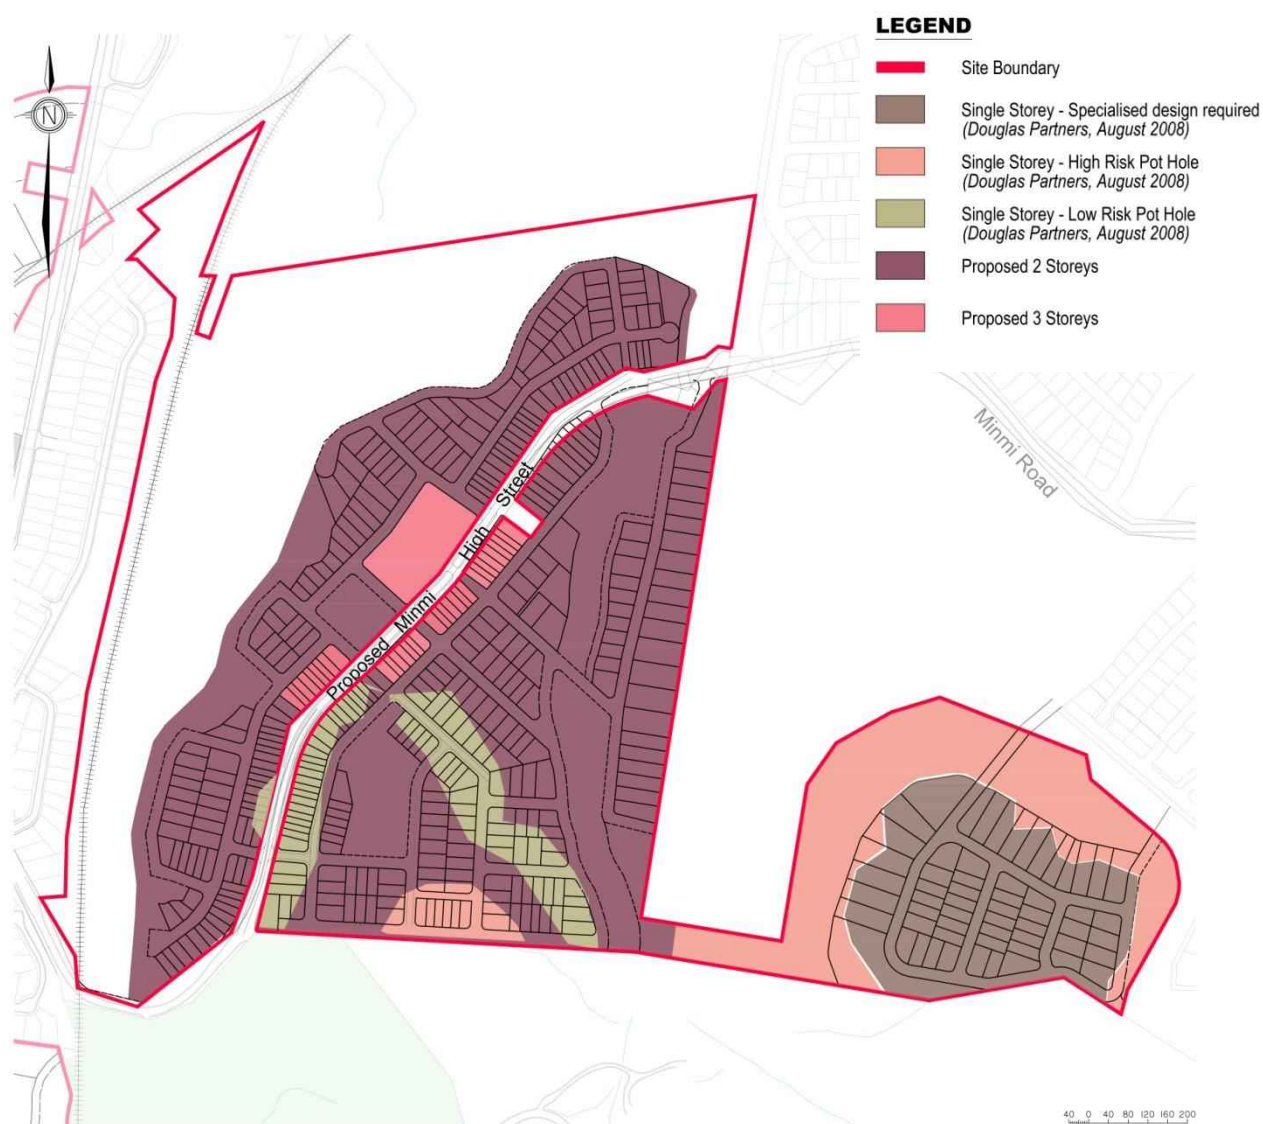 LEGEND
Site Boundary
Single Storey - Specialised design required
(Douglas Partners, August 2008)
Single Storey - High Risk Pot Hole
(Douglas Partners, August 2008)
Single Storey - Low Risk Pot Hole
(Douglas Partners, August 2008)
Proposed 2 Storeys
Proposed 3 Storeys
N
Minmi Road
Proposed Minmi High Street
40 0 40 80 120 160 200